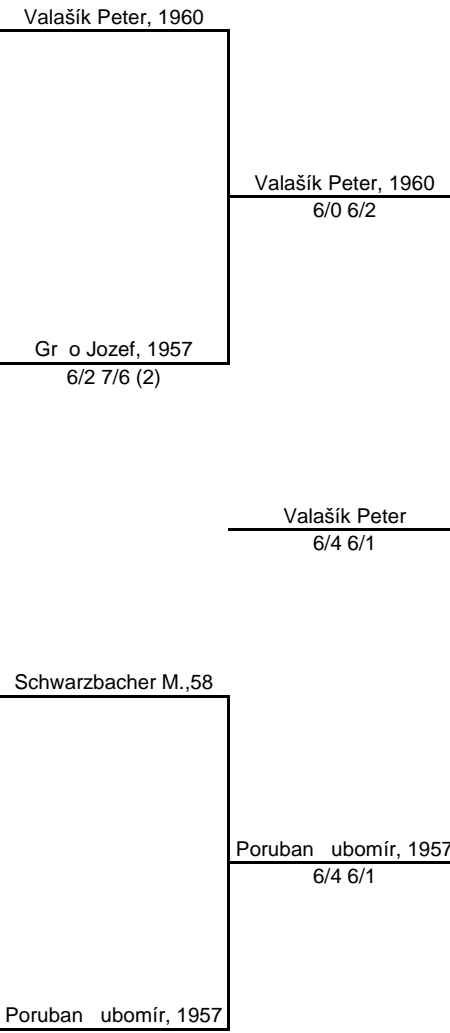 Valašík Peter, 1960
Valašík Peter, 1960
6/0 6/2
Gr o Jozef, 1957
6/2 7/6 (2)
Valašík Peter
6/4 6/1
Schwarzbacher M.,58
Poruban ubomír, 1957
6/4 6/1
Poruban ubomír, 1957